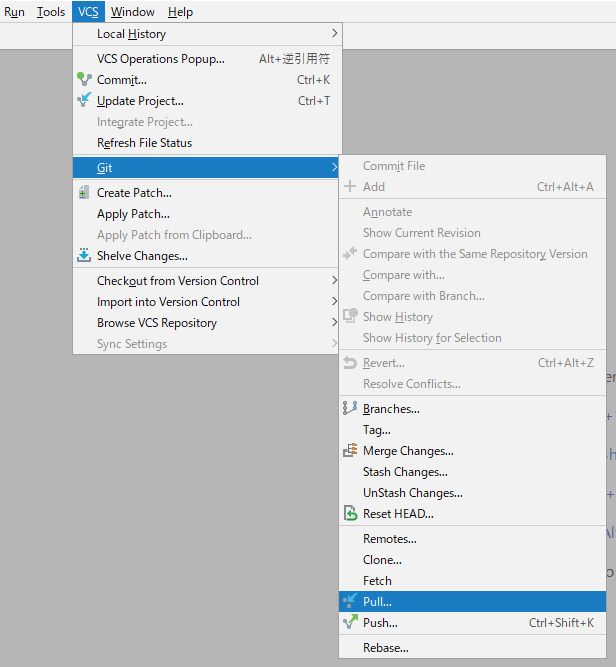 Run Tools VCS Window Help
Local History
VCS Operations Popup... Alt+逆引用符
Commit... Ctrl+K
Update Project... Ctrl+T
Integrate Project...
Refresh File Status
Git
Create Patch...
Apply Patch...
Apply Patch from Clipboard...
Shelve Changes...
Checkout from Version Control
Import into Version Control
Browse VCS Repository
Sync Settings
Commit File
Add Ctrl+Alt+A
Annotate
Show Current Revision
Compare with the Same Repository Version
Compare with...
Compare with Branch...
Show History
Show History for Selection
Revert... Ctrl+Alt+Z
Resolve Conflicts...
Branches...
Tag...
Merge Changes...
Stash Changes...
UnStash Changes...
Reset HEAD...
Remotes...
Clone...
Fetch
Pull...
Push... Ctrl+Shift+K
Rebase...